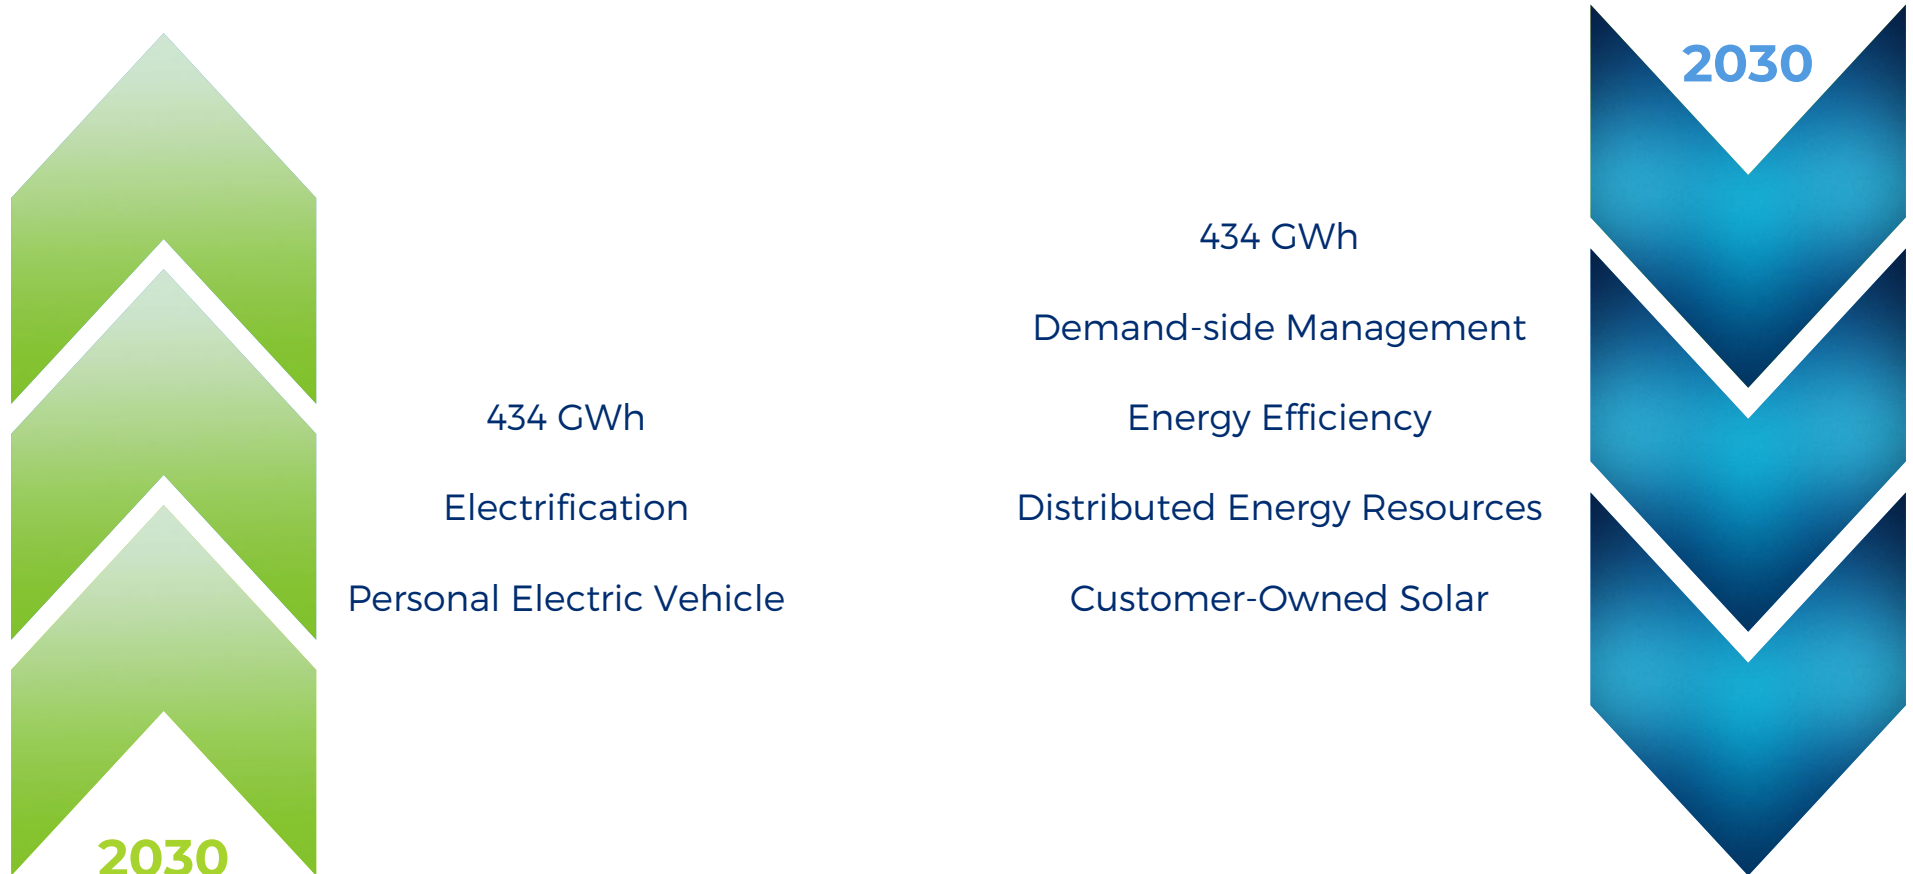 2030
434 GWh
Electrification
Personal Electric Vehicle
434 GWh
Demand-side Management
Energy Efficiency
Distributed Energy Resources
Customer-Owned Solar
2030